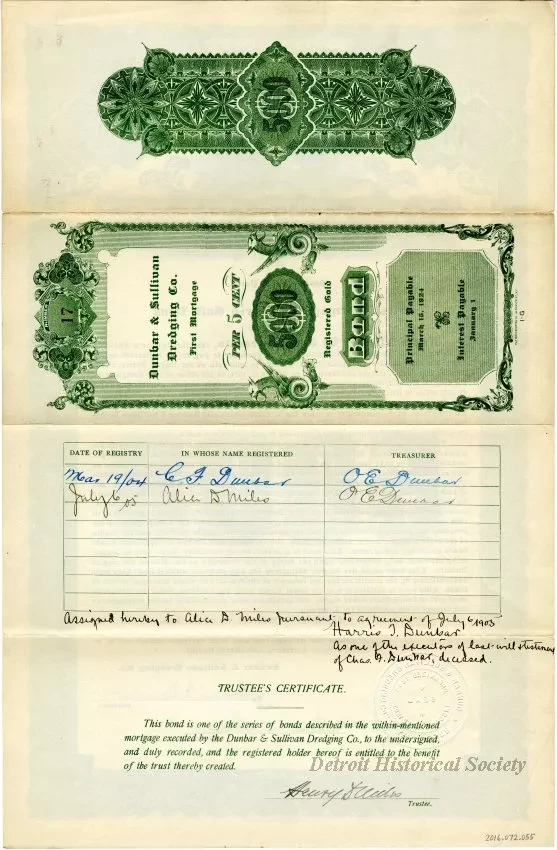 5000
17
Dunbar & Sullivan
Dredging Co.
First Mortgage
PER 5 CENT
5000
Registered Gold
Bond
Principal Payable
March 15, 1924
Interest Payable
January 1
DATE OF REGISTRY IN WHOSE NAME REGISTERED TREASURER
Mar 19/04 C F Dunbar O E Dunbar
July 6/05 Alice D Miles O E Dunbar
Assigned hereby to Alice D. Miles pursuant to agreement of July 6 1905
Harris T. Dunbar
As one of the executors of last will & testament
of Chas. F. Dunbar, deceased.
TRUSTEE'S CERTIFICATE.
This bond is one of the series of bonds described in the within-mentioned
mortgage executed by the Dunbar & Sullivan Dredging Co., to the undersigned,
and duly recorded, and the registered holder hereof is entitled to the benefit
of the trust thereby created.
Detroit Historical Society
Henry D Miles
Trustee.
2016.072.055